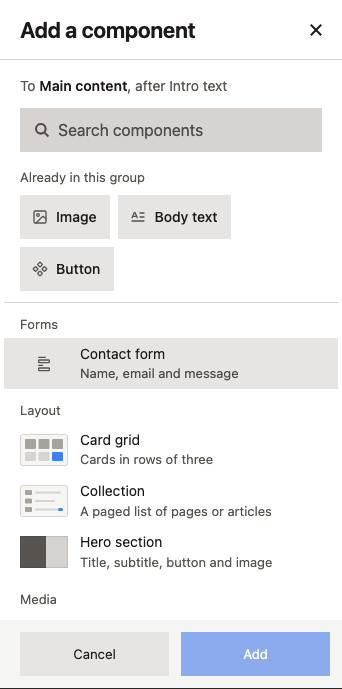 Add a component
To Main content, after Intro text
Search components
Already in this group
Image
Body text
Button
Forms
Contact form
Name, email and message
Layout
Card grid
Cards in rows of three
Collection
A paged list of pages or articles
Hero section
Title, subtitle, button and image
Media
Cancel
Add